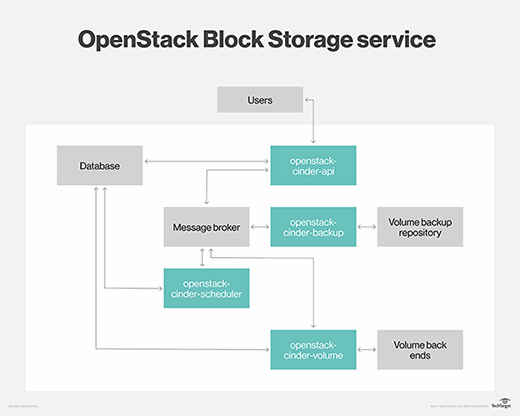 OpenStack Block Storage service
Users
Database
openstack-
cinder-api
Message broker
openstack-
cinder-backup
Volume backup
repository
openstack-
cinder-scheduler
openstack-
cinder-volume
Volume back
ends
TechTarget